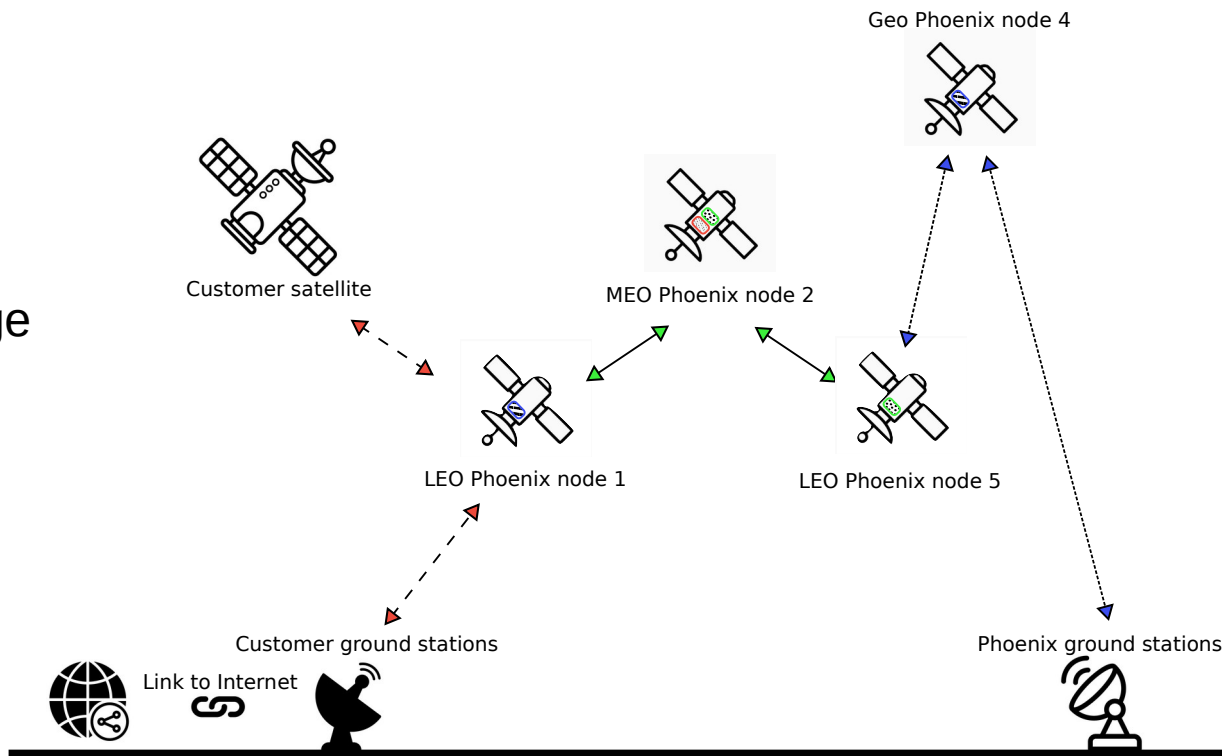 Geo Phoenix node 4
Customer satellite
MEO Phoenix node 2
ge
LEO Phoenix node 1
LEO Phoenix node 5
Customer ground stations
Phoenix ground stations
Link to Internet